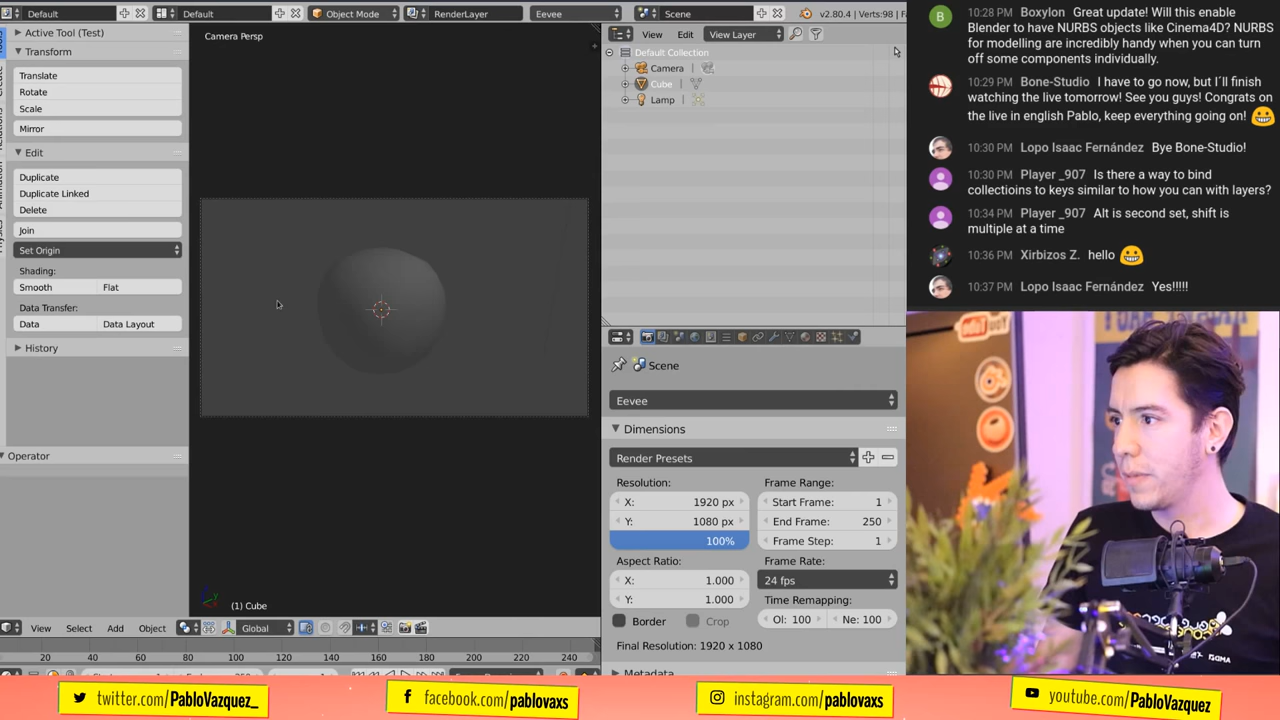 Default
Default
Object Mode
RenderLayer
Eevee
Scene
v2.80.4 | Verts:98 | F
Active Tool (Test)
Transform
Translate
Rotate
Scale
Mirror
Edit
Duplicate
Duplicate Linked
Delete
Join
Set Origin
Shading:
Smooth
Flat
Data Transfer:
Data
Data Layout
History
Operator
Camera Persp
(1) Cube
View
Select
Add
Object
Global
20
40
60
80
100
120
140
160
180
200
220
240
View
Edit
View Layer
Default Collection
Camera
Cube
Lamp
Scene
Eevee
Dimensions
Render Presets
Resolution:
X: 1920 px
Y: 1080 px
100%
Aspect Ratio:
X: 1.000
Y: 1.000
Border
Crop
Final Resolution: 1920 x 1080
Frame Range:
Start Frame: 1
End Frame: 250
Frame Step: 1
Frame Rate:
24 fps
Time Remapping:
Ol: 100
Ne: 100
Metadata
B
10:28 PM Boxylon Great update! Will this enable
Blender to have NURBS objects like Cinema4D? NURBS
for modelling are incredibly handy when you can turn
off some components individually.
10:29 PM Bone-Studio I have to go now, but I´ll finish
watching the live tomorrow! See you guys! Congrats on
the live in english Pablo, keep everything going on!
10:30 PM Lopo Isaac Fernández Bye Bone-Studio!
10:30 PM Player _907 Is there a way to bind
collectioins to keys similar to how you can with layers?
10:34 PM Player _907 Alt is second set, shift is
multiple at a time
10:36 PM Xirbizos Z. hello
10:37 PM Lopo Isaac Fernández Yes!!!!!
twitter.com/PabloVazquez_
facebook.com/pablovaxs
instagram.com/pablovaxs
youtube.com/PabloVazquez